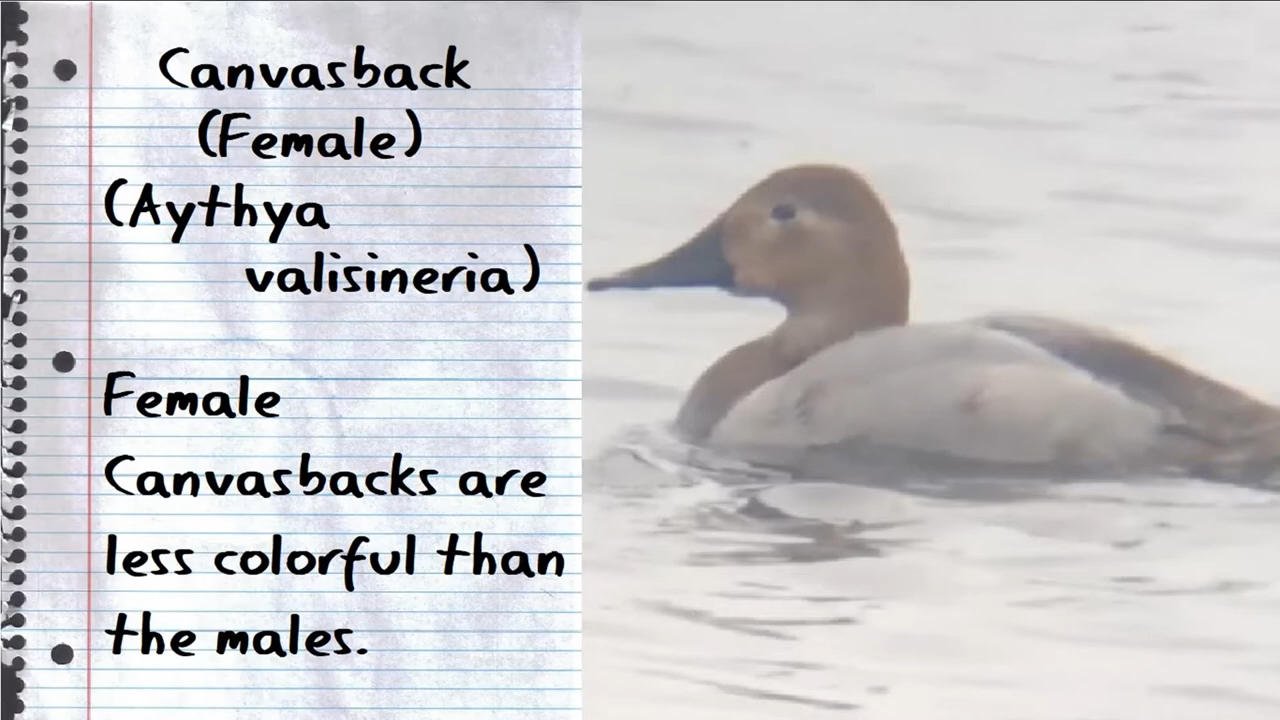 Canvasback
(Female)
(Aythya
valisineria)
Female
Canvasbacks are
less colorful than
the males.